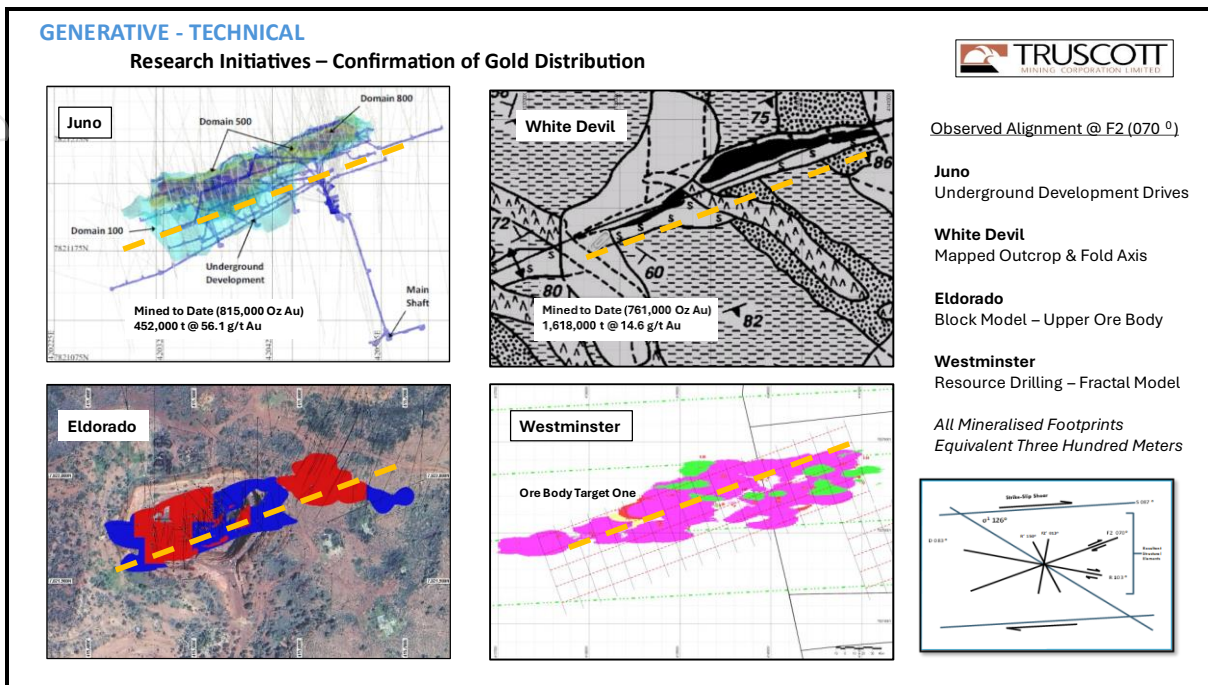 GENERATIVE - TECHNICAL
Research Initiatives – Confirmation of Gold Distribution
TRUSCOTT
MINING CORPORATION LIMITED
Juno
Domain 800
Domain 500
Domain 100
Underground
Development
Main
Shaft
7821175N
7821075N
Mined to Date (815,000 Oz Au)
452,000 t @ 56.1 g/t Au
White Devil
75
86
72
60
80
82
S
S
S
S
S
Mined to Date (761,000 Oz Au)
1,618,000 t @ 14.6 g/t Au
Eldorado
Westminster
Ore Body Target One
Observed Alignment @ F2 (070 ⁰)
Juno
Underground Development Drives
White Devil
Mapped Outcrop & Fold Axis
Eldorado
Block Model – Upper Ore Body
Westminster
Resource Drilling – Fractal Model
All Mineralised Footprints
Equivalent Three Hundred Meters
Strike-Slip Shear
F2 070°